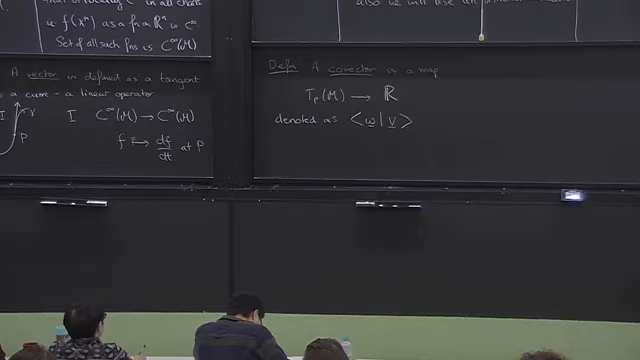 that is locally C in all charts
i.e. f(x^μ) as a fn on ℝ^n is C^∞
Set of all such fns is C^∞(M)
A vector is defined as a tangent
to a curve - a linear operator
I C^∞(M) → C^∞(M)
f ⟼ df/dt at P
P
also we will use an
Defn A covector is a map
T_p(M) → ℝ
denoted as <ω|v>